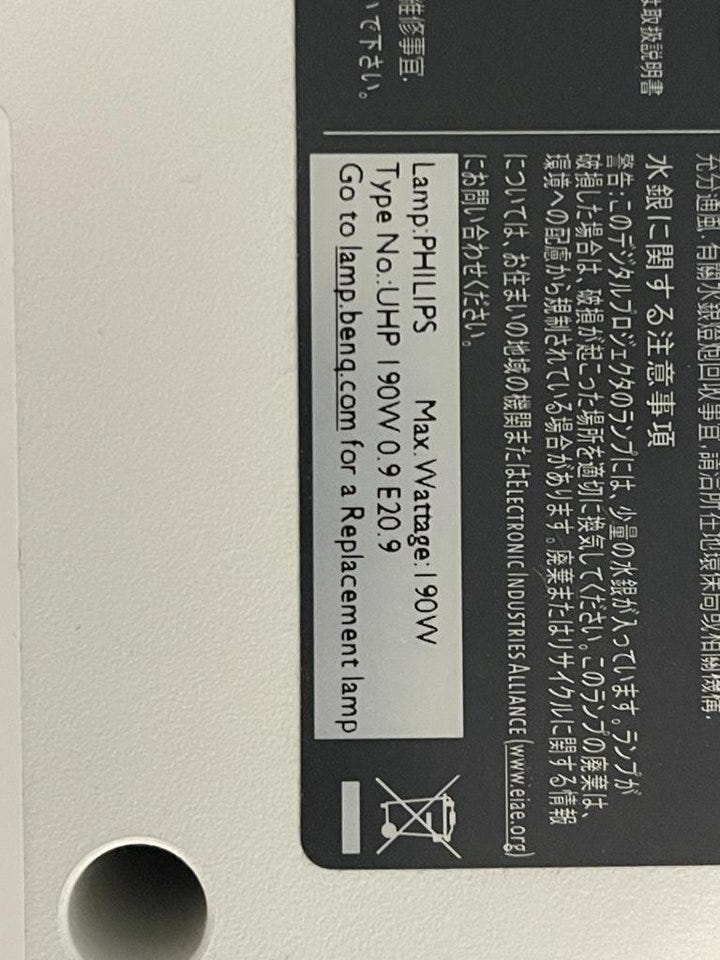 充分通風．有關水銀燈炮回收事宜，請洽所在地環保局或相關機構．
は取扱説明書
維修事宜．
いで下さい。
水銀に関する注意事項
警告:このデジタルプロジェクタのランプには、少量の水銀が入っています。ランプが
破損した場合は、破損が起こった場所を適切に換気してください。このランプの廃棄は、
環境への配慮から規制されている場合があります。廃棄またはリサイクルに関する情報
については、お住まいの地域の機関またはELECTRONIC INDUSTRIES ALLIANCE (www.eiae.org)
にお問い合わせください。
Lamp:PHILIPS Max.Wattage:190W
Type No.:UHP 190W 0.9 E20.9
Go to lamp.benq.com for a Replacement lamp